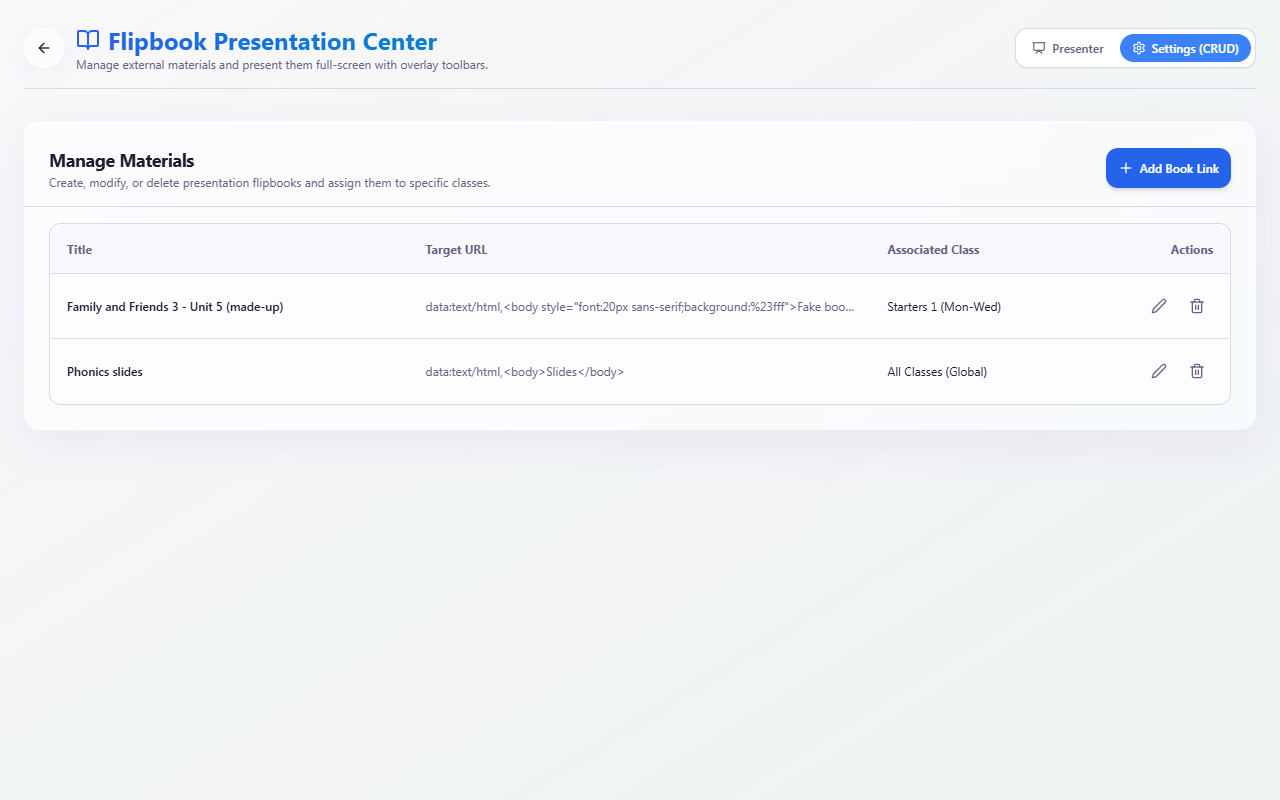 Flipbook Presentation Center
Manage external materials and present them full-screen with overlay toolbars.
Presenter
Settings (CRUD)
Manage Materials
Create, modify, or delete presentation flipbooks and assign them to specific classes.
Add Book Link
Title Target URL Associated Class Actions
Family and Friends 3 - Unit 5 (made-up) data:text/html,<body style="font:20px sans-serif;background:%23fff">Fake boo... Starters 1 (Mon-Wed)
Phonics slides data:text/html,<body>Slides</body> All Classes (Global)